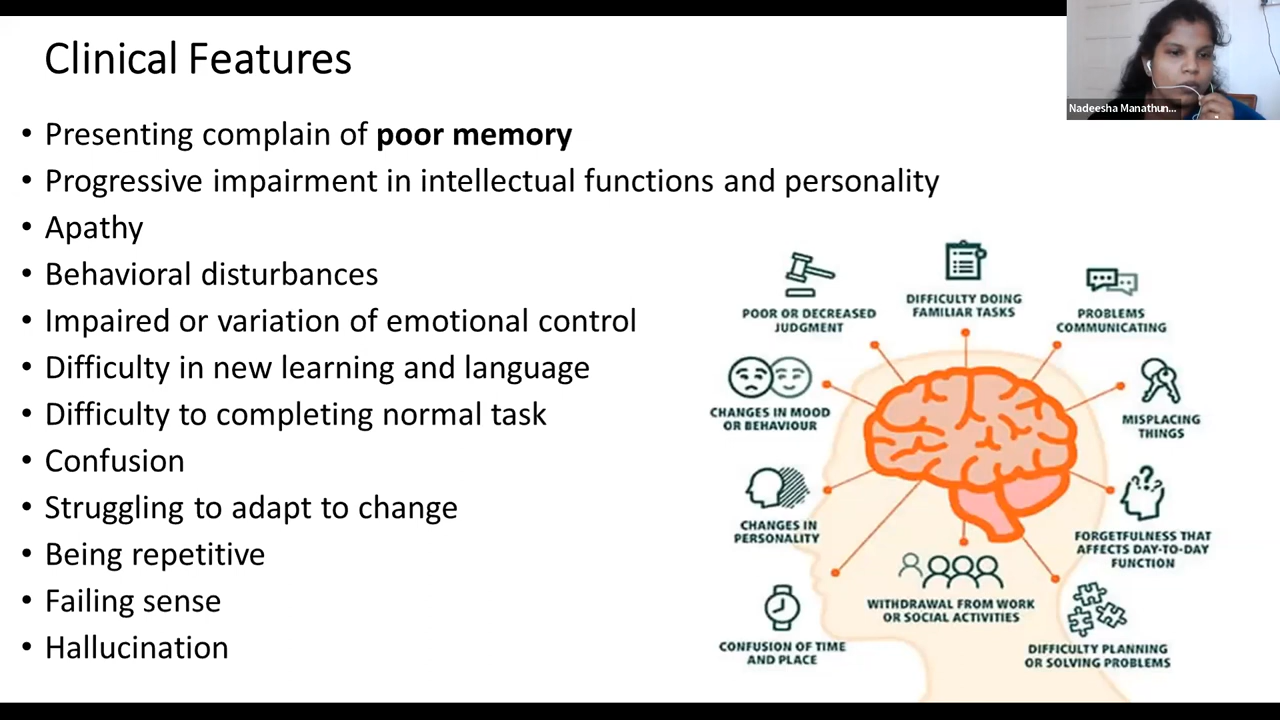 Clinical Features
Nadeesha Manathun...
• Presenting complain of poor memory
• Progressive impairment in intellectual functions and personality
• Apathy
• Behavioral disturbances
• Impaired or variation of emotional control
• Difficulty in new learning and language
• Difficulty to completing normal task
• Confusion
• Struggling to adapt to change
• Being repetitive
• Failing sense
• Hallucination
POOR OR DECREASED
JUDGMENT
DIFFICULTY DOING
FAMILIAR TASKS
PROBLEMS
COMMUNICATING
CHANGES IN MOOD
OR BEHAVIOUR
MISPLACING
THINGS
CHANGES IN
PERSONALITY
FORGETFULNESS THAT
AFFECTS DAY-TO-DAY
FUNCTION
WITHDRAWAL FROM WORK
OR SOCIAL ACTIVITIES
CONFUSION OF TIME
AND PLACE
DIFFICULTY PLANNING
OR SOLVING PROBLEMS